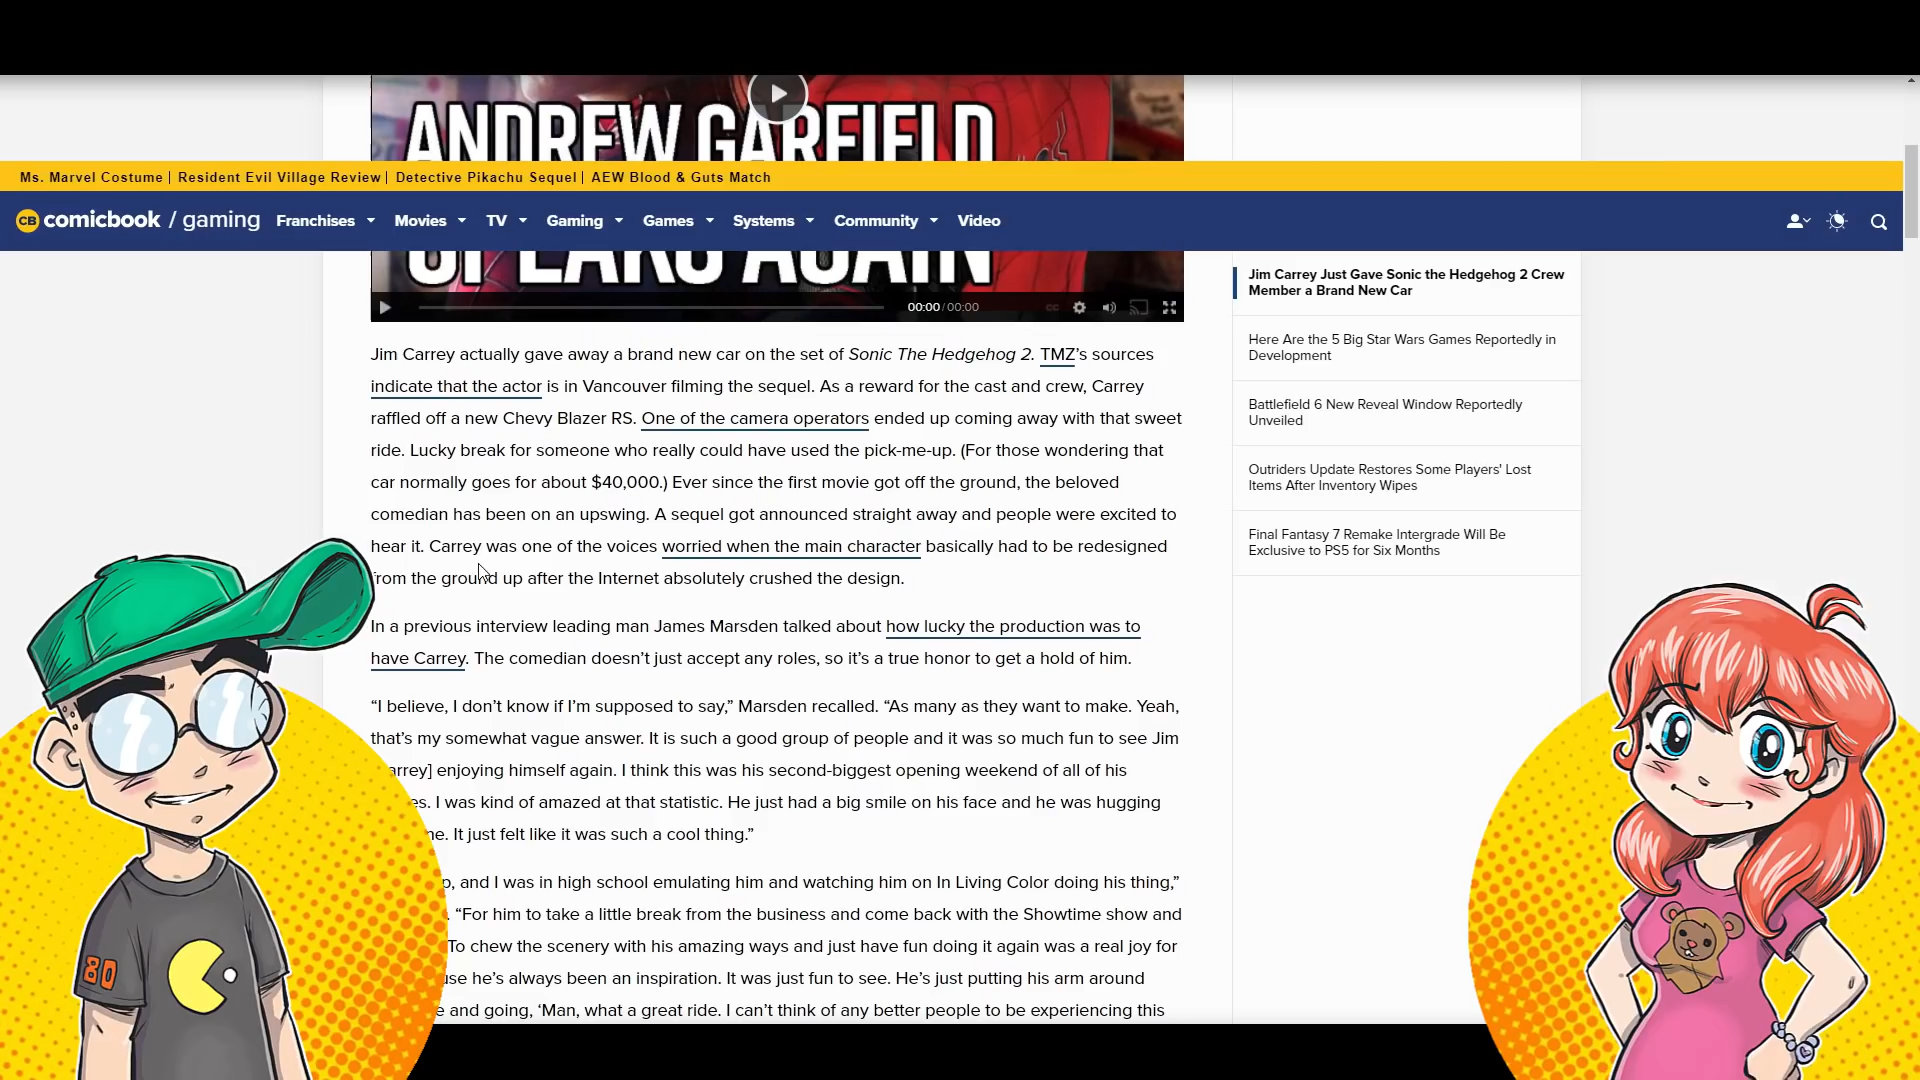 ANDREW GARFIELD
Ms. Marvel Costume | Resident Evil Village Review | Detective Pikachu Sequel | AEW Blood & Guts Match
CB comicbook / gaming Franchises Movies TV Gaming Games Systems Community Video
SPEAKS AGAIN
00:00 / 00:00 CC
Jim Carrey Just Gave Sonic the Hedgehog 2 Crew
Member a Brand New Car
Here Are the 5 Big Star Wars Games Reportedly in
Development
Battlefield 6 New Reveal Window Reportedly
Unveiled
Outriders Update Restores Some Players' Lost
Items After Inventory Wipes
Final Fantasy 7 Remake Intergrade Will Be
Exclusive to PS5 for Six Months
Jim Carrey actually gave away a brand new car on the set of Sonic The Hedgehog 2. TMZ's sources
indicate that the actor is in Vancouver filming the sequel. As a reward for the cast and crew, Carrey
raffled off a new Chevy Blazer RS. One of the camera operators ended up coming away with that sweet
ride. Lucky break for someone who really could have used the pick-me-up. (For those wondering that
car normally goes for about $40,000.) Ever since the first movie got off the ground, the beloved
comedian has been on an upswing. A sequel got announced straight away and people were excited to
hear it. Carrey was one of the voices worried when the main character basically had to be redesigned
from the ground up after the Internet absolutely crushed the design.
In a previous interview leading man James Marsden talked about how lucky the production was to
have Carrey. The comedian doesn't just accept any roles, so it's a true honor to get a hold of him.
“I believe, I don't know if I'm supposed to say,” Marsden recalled. “As many as they want to make. Yeah,
that's my somewhat vague answer. It is such a good group of people and it was so much fun to see Jim
arrey] enjoying himself again. I think this was his second-biggest opening weekend of all of his
es. I was kind of amazed at that statistic. He just had a big smile on his face and he was hugging
ne. It just felt like it was such a cool thing.”
p, and I was in high school emulating him and watching him on In Living Color doing his thing,”
“For him to take a little break from the business and come back with the Showtime show and
To chew the scenery with his amazing ways and just have fun doing it again was a real joy for
use he's always been an inspiration. It was just fun to see. He's just putting his arm around
e and going, ‘Man, what a great ride. I can't think of any better people to be experiencing this
80